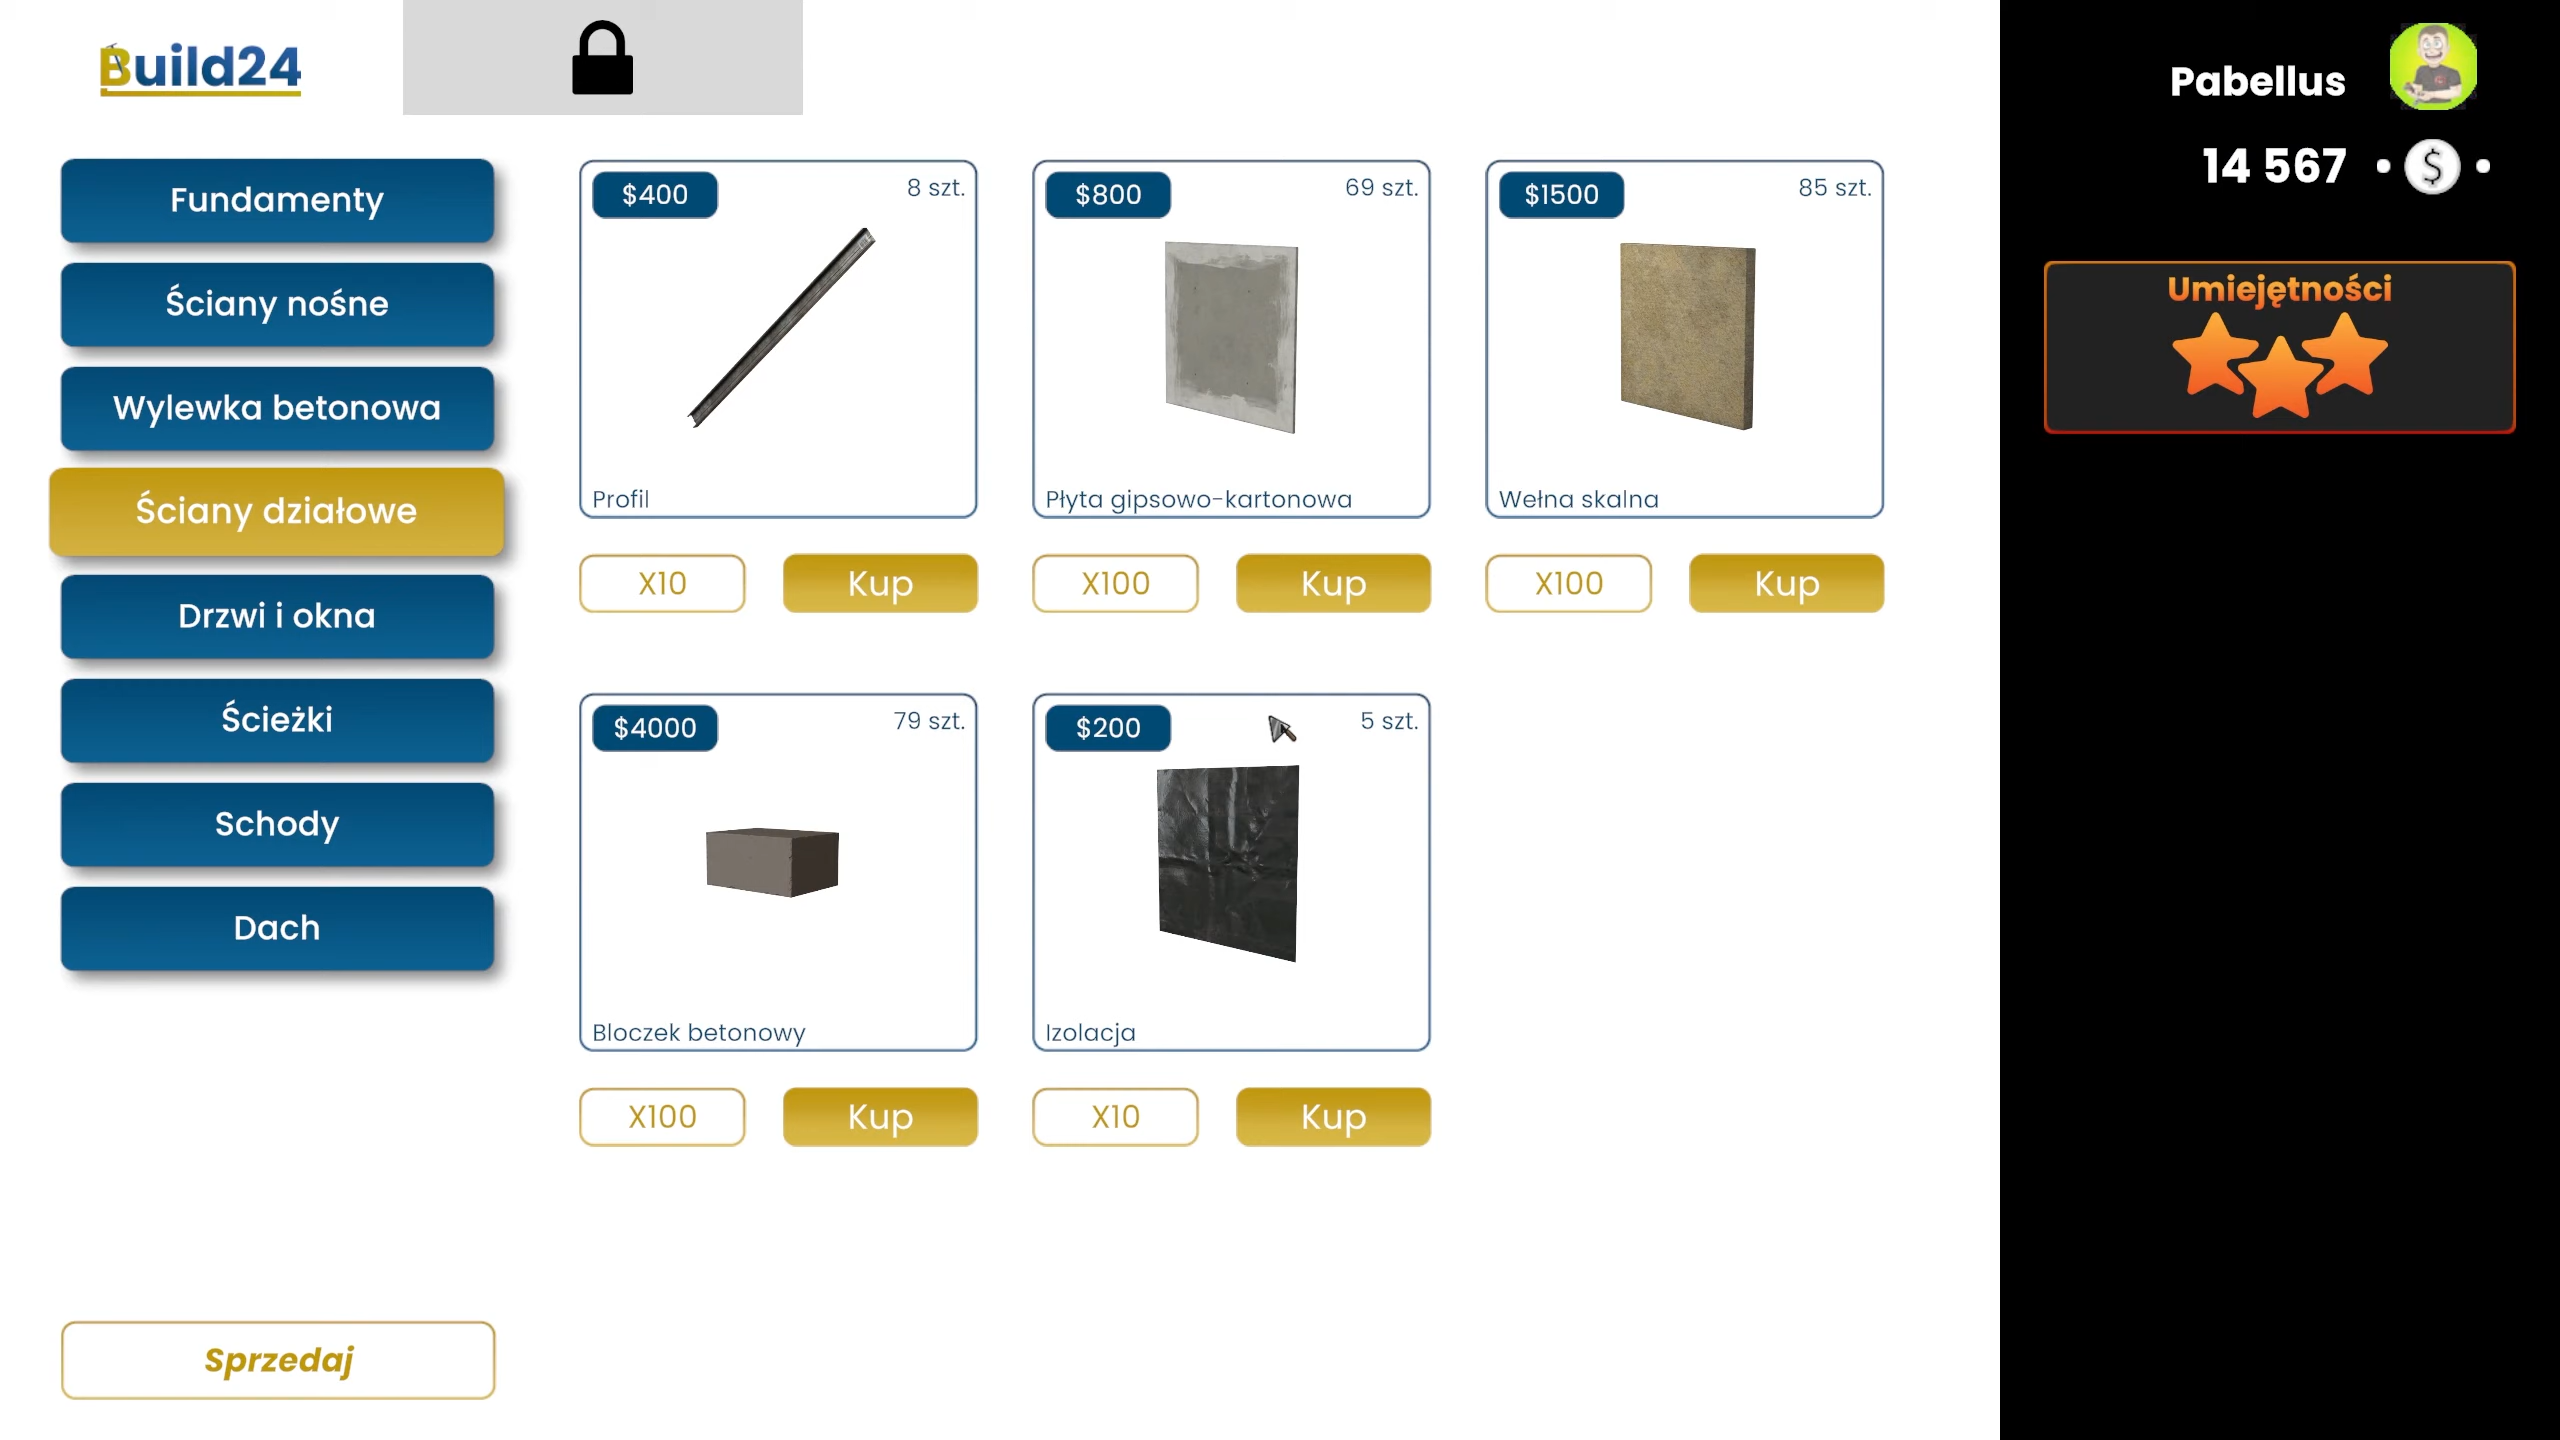 Build24
Pabellus
14 567
Umiejętności
Fundamenty
Ściany nośne
Wylewka betonowa
Ściany działowe
Drzwi i okna
Ścieżki
Schody
Dach
Sprzedaj
$400
8 szt.
Profil
X10
Kup
$800
69 szt.
Płyta gipsowo-kartonowa
X100
Kup
$1500
85 szt.
Wełna skalna
X100
Kup
$4000
79 szt.
Bloczek betonowy
X100
Kup
$200
5 szt.
Izolacja
X10
Kup